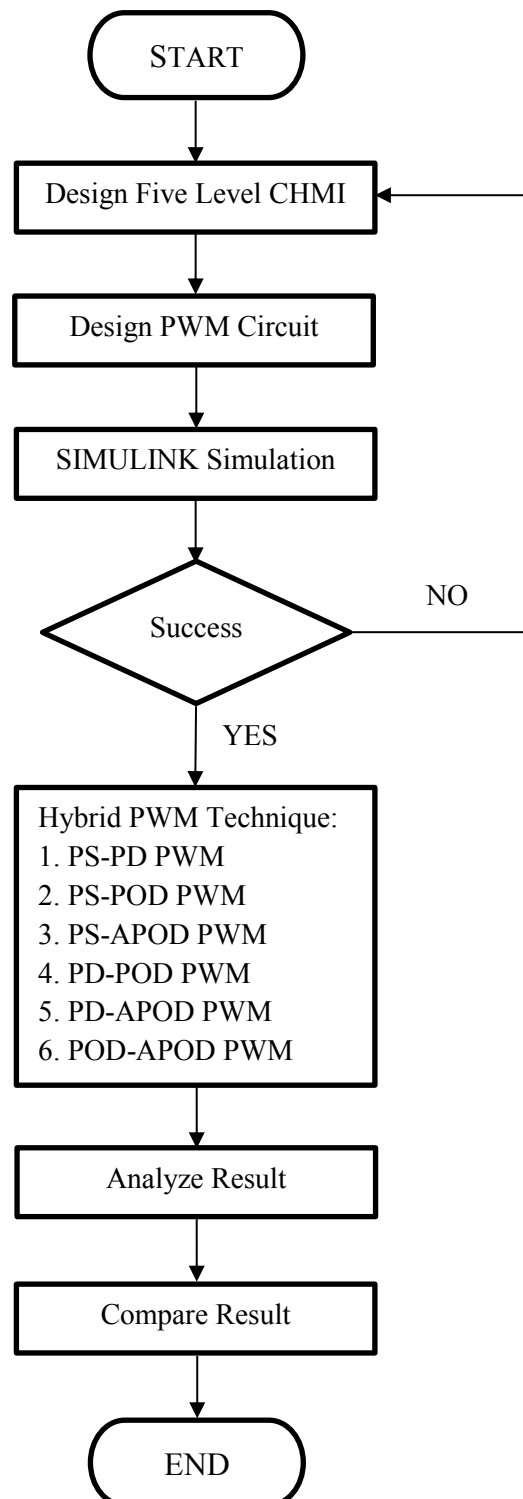 START
Design Five Level CHMI
Design PWM Circuit
SIMULINK Simulation
Success
NO
YES
Hybrid PWM Technique:
1. PS-PD PWM
2. PS-POD PWM
3. PS-APOD PWM
4. PD-POD PWM
5. PD-APOD PWM
6. POD-APOD PWM
Analyze Result
Compare Result
END